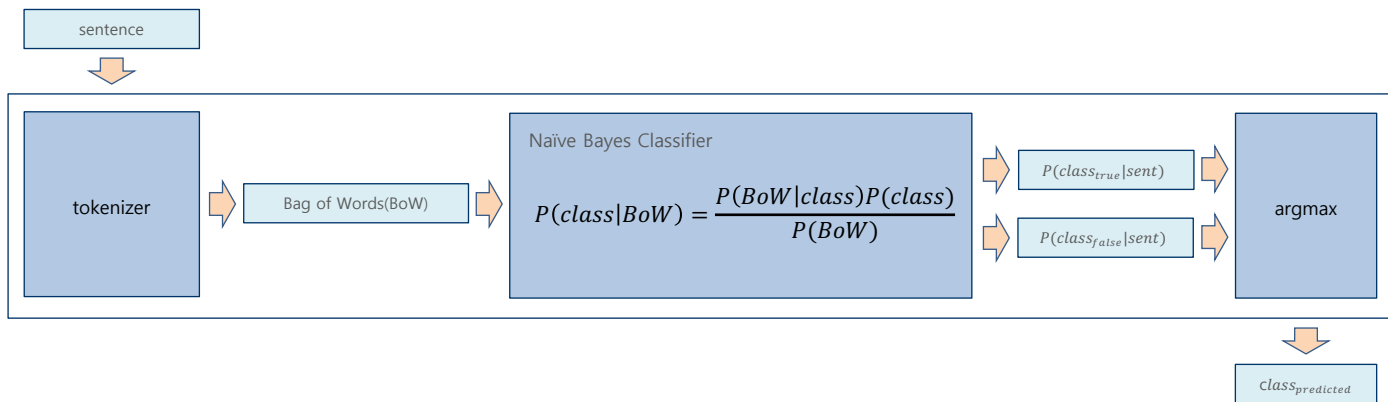 sentence
tokenizer
Bag of Words(BoW)
Naïve Bayes Classifier
P(class|BoW) = P(BoW|class)P(class) / P(BoW)
P(class_true|sent)
P(class_false|sent)
argmax
class_predicted